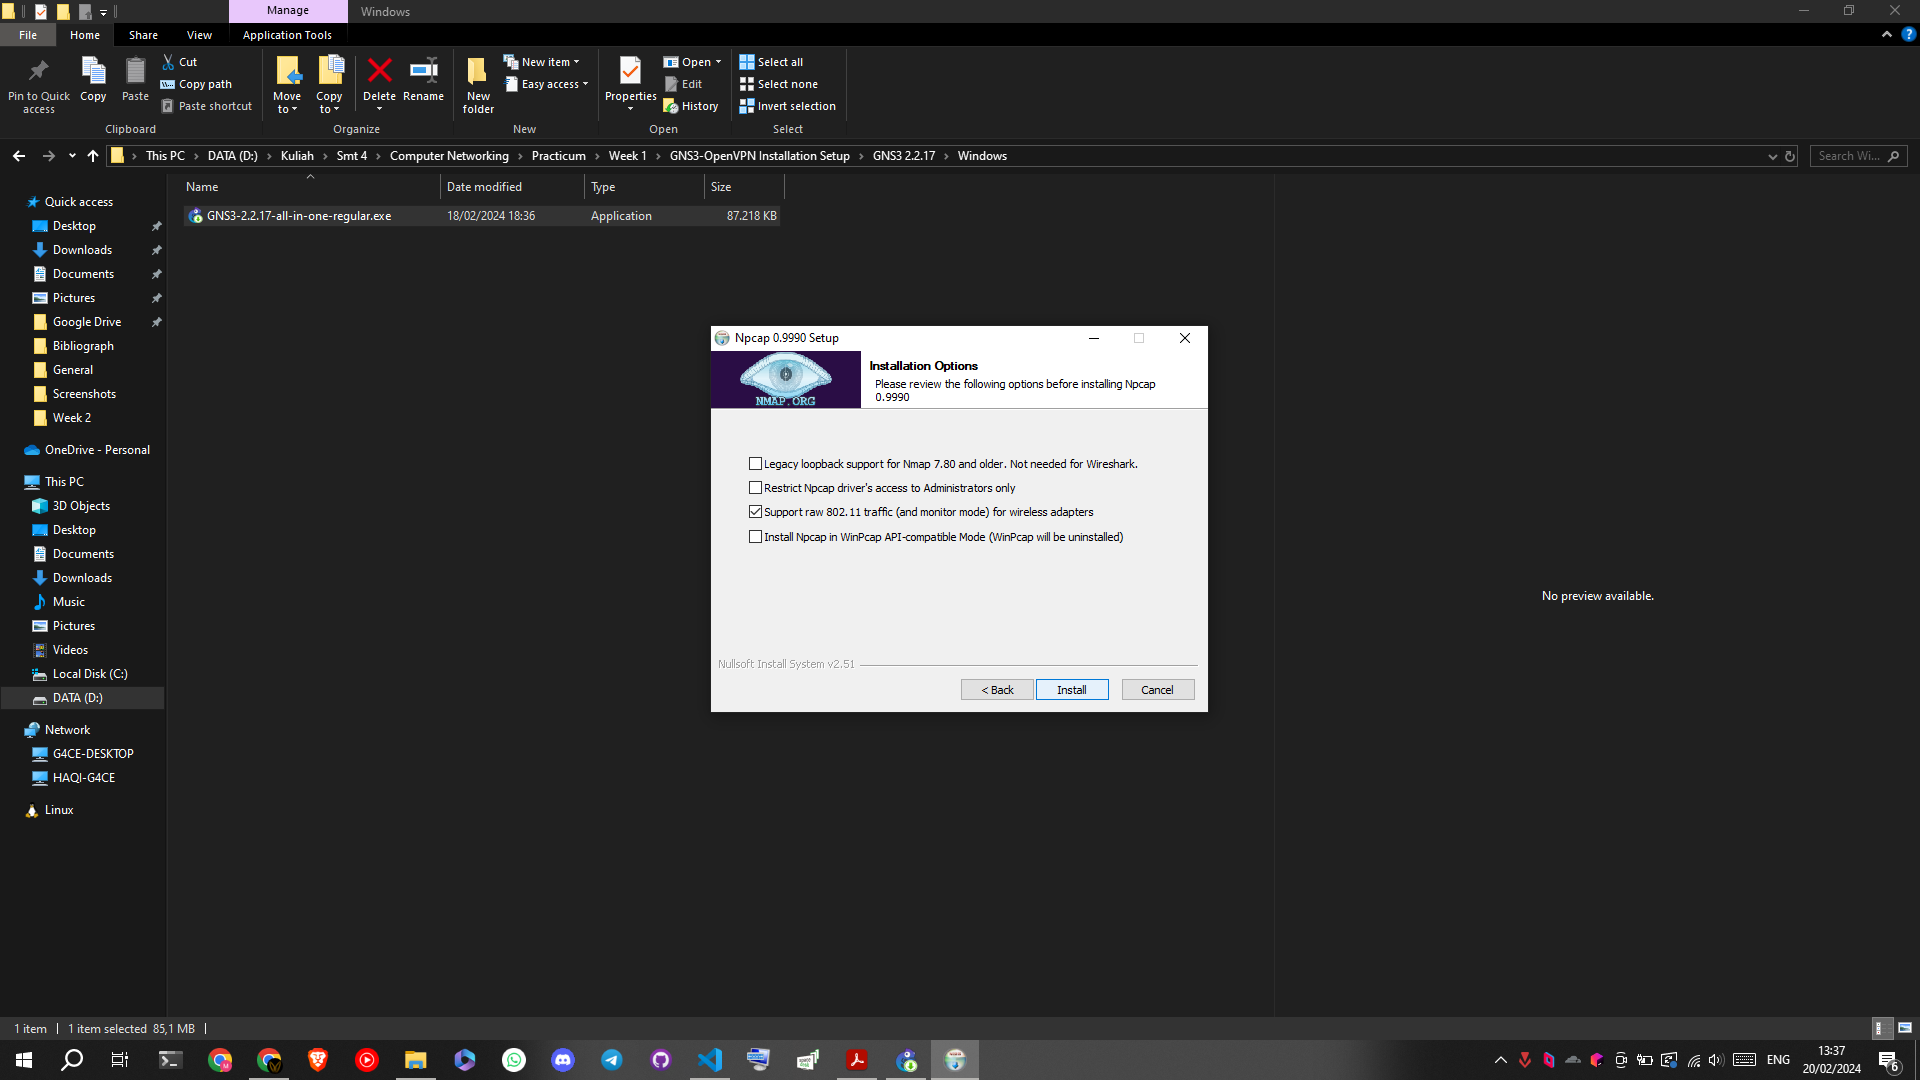 Manage
Windows
File
Home
Share
View
Application Tools
Pin to Quick access
Copy
Paste
Cut
Copy path
Paste shortcut
Clipboard
Move to
Copy to
Delete
Rename
Organize
New folder
New item
Easy access
New
Properties
Open
Edit
History
Open
Select all
Select none
Invert selection
Select
This PC > DATA (D:) > Kuliah > Smt 4 > Computer Networking > Practicum > Week 1 > GNS3-OpenVPN Installation Setup > GNS3 2.2.17 > Windows
Search Wi...
Name
Date modified
Type
Size
GNS3-2.2.17-all-in-one-regular.exe
18/02/2024 18:36
Application
87.218 KB
Quick access
Desktop
Downloads
Documents
Pictures
Google Drive
Bibliograph
General
Screenshots
Week 2
OneDrive - Personal
This PC
3D Objects
Desktop
Documents
Downloads
Music
Pictures
Videos
Local Disk (C:)
DATA (D:)
Network
G4CE-DESKTOP
HAQI-G4CE
Linux
Npcap 0.9990 Setup
NMAP.ORG
Installation Options
Please review the following options before installing Npcap
0.9990
Legacy loopback support for Nmap 7.80 and older. Not needed for Wireshark.
Restrict Npcap driver's access to Administrators only
Support raw 802.11 traffic (and monitor mode) for wireless adapters
Install Npcap in WinPcap API-compatible Mode (WinPcap will be uninstalled)
Nullsoft Install System v2.51
< Back
Install
Cancel
No preview available.
1 item
1 item selected 85,1 MB
ENG
13:37
20/02/2024
6